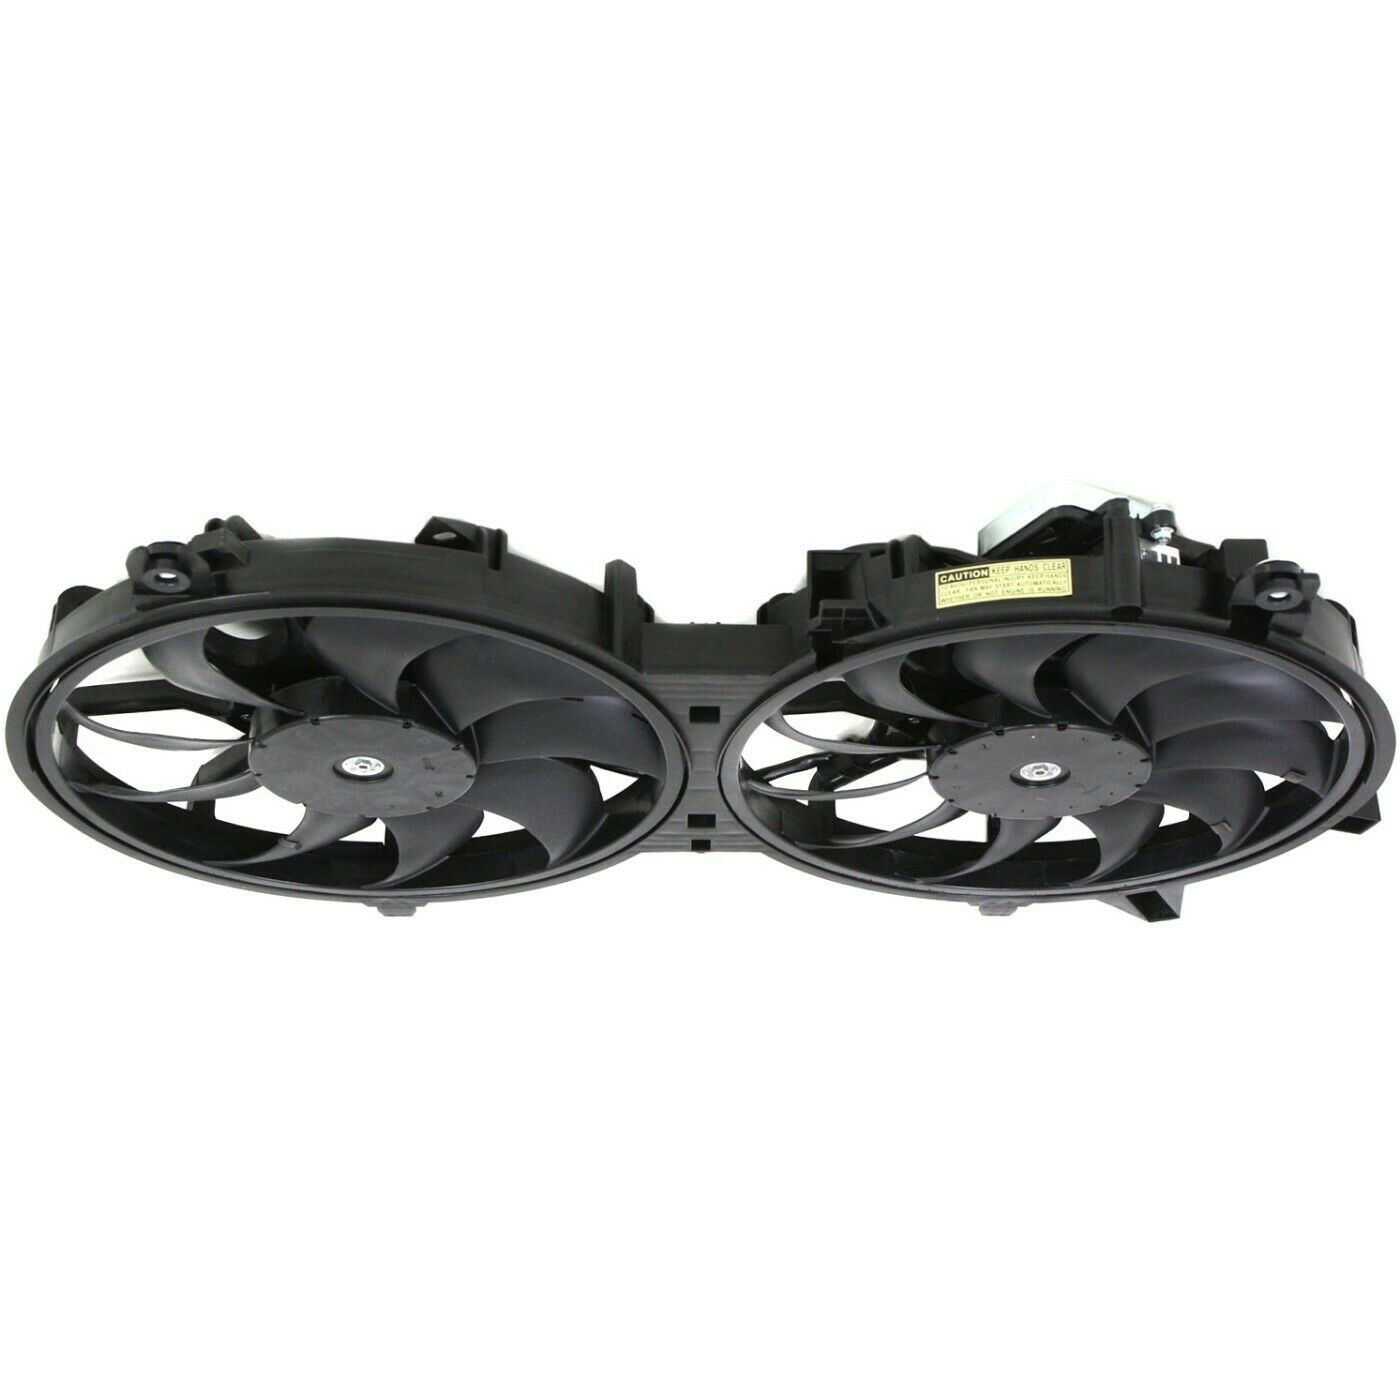 CAUTION KEEP HANDS CLEAR
TO AVOID PERSONAL INJURY KEEP HANDS
CLEAR. FAN MAY START AUTOMATICALLY
WHETHER OR NOT ENGINE IS RUNNING.
E